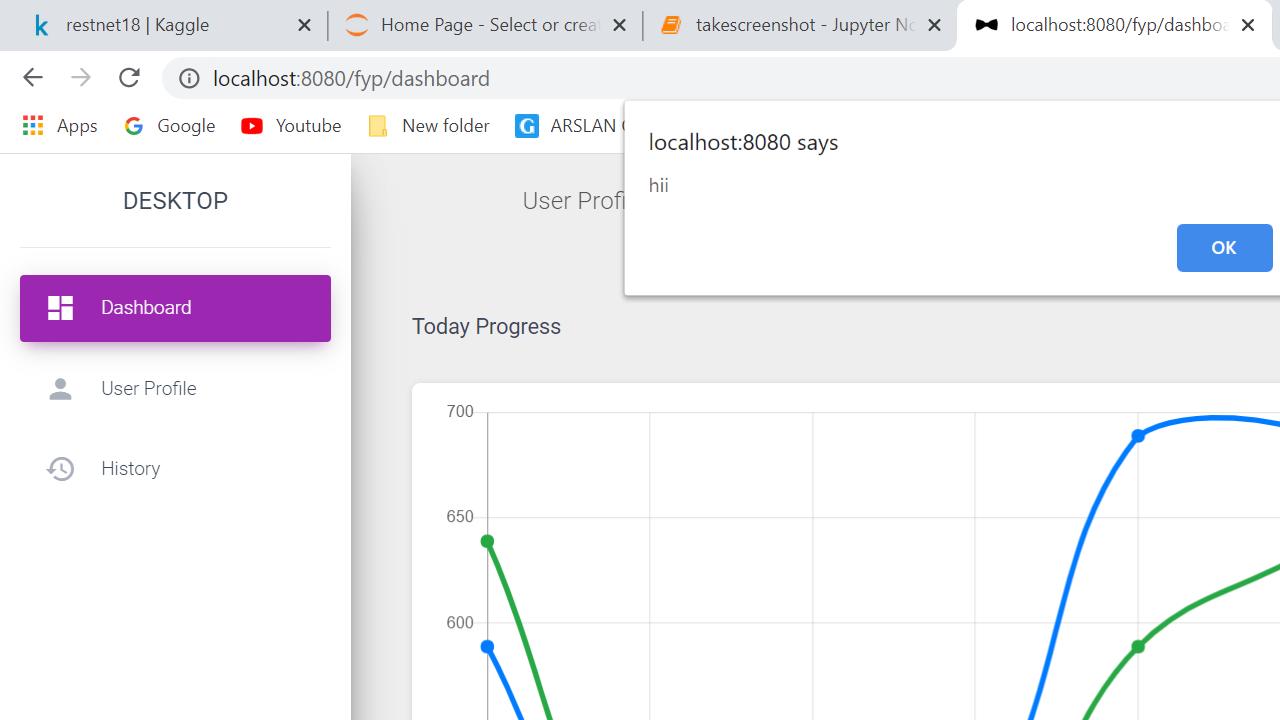 restnet18 | Kaggle
Home Page - Select or crea
takescreenshot - Jupyter No
localhost:8080/fyp/dashboa
localhost:8080/fyp/dashboard
Apps
Google
Youtube
New folder
ARSLAN
localhost:8080 says
hii
OK
DESKTOP
User Profi
Dashboard
User Profile
History
Today Progress
700
650
600